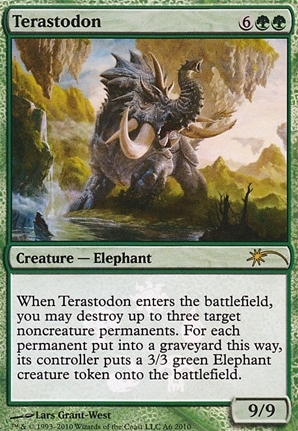 Terastodon 6
Creature — Elephant
When Terastodon enters the battlefield,
you may destroy up to three target
noncreature permanents. For each
permanent put into a graveyard this way,
its controller puts a 3/3 green Elephant
creature token onto the battlefield.
9/9
Lars Grant-West
™ & © 1993-2010 Wizards of the Coast LLC A6 2010